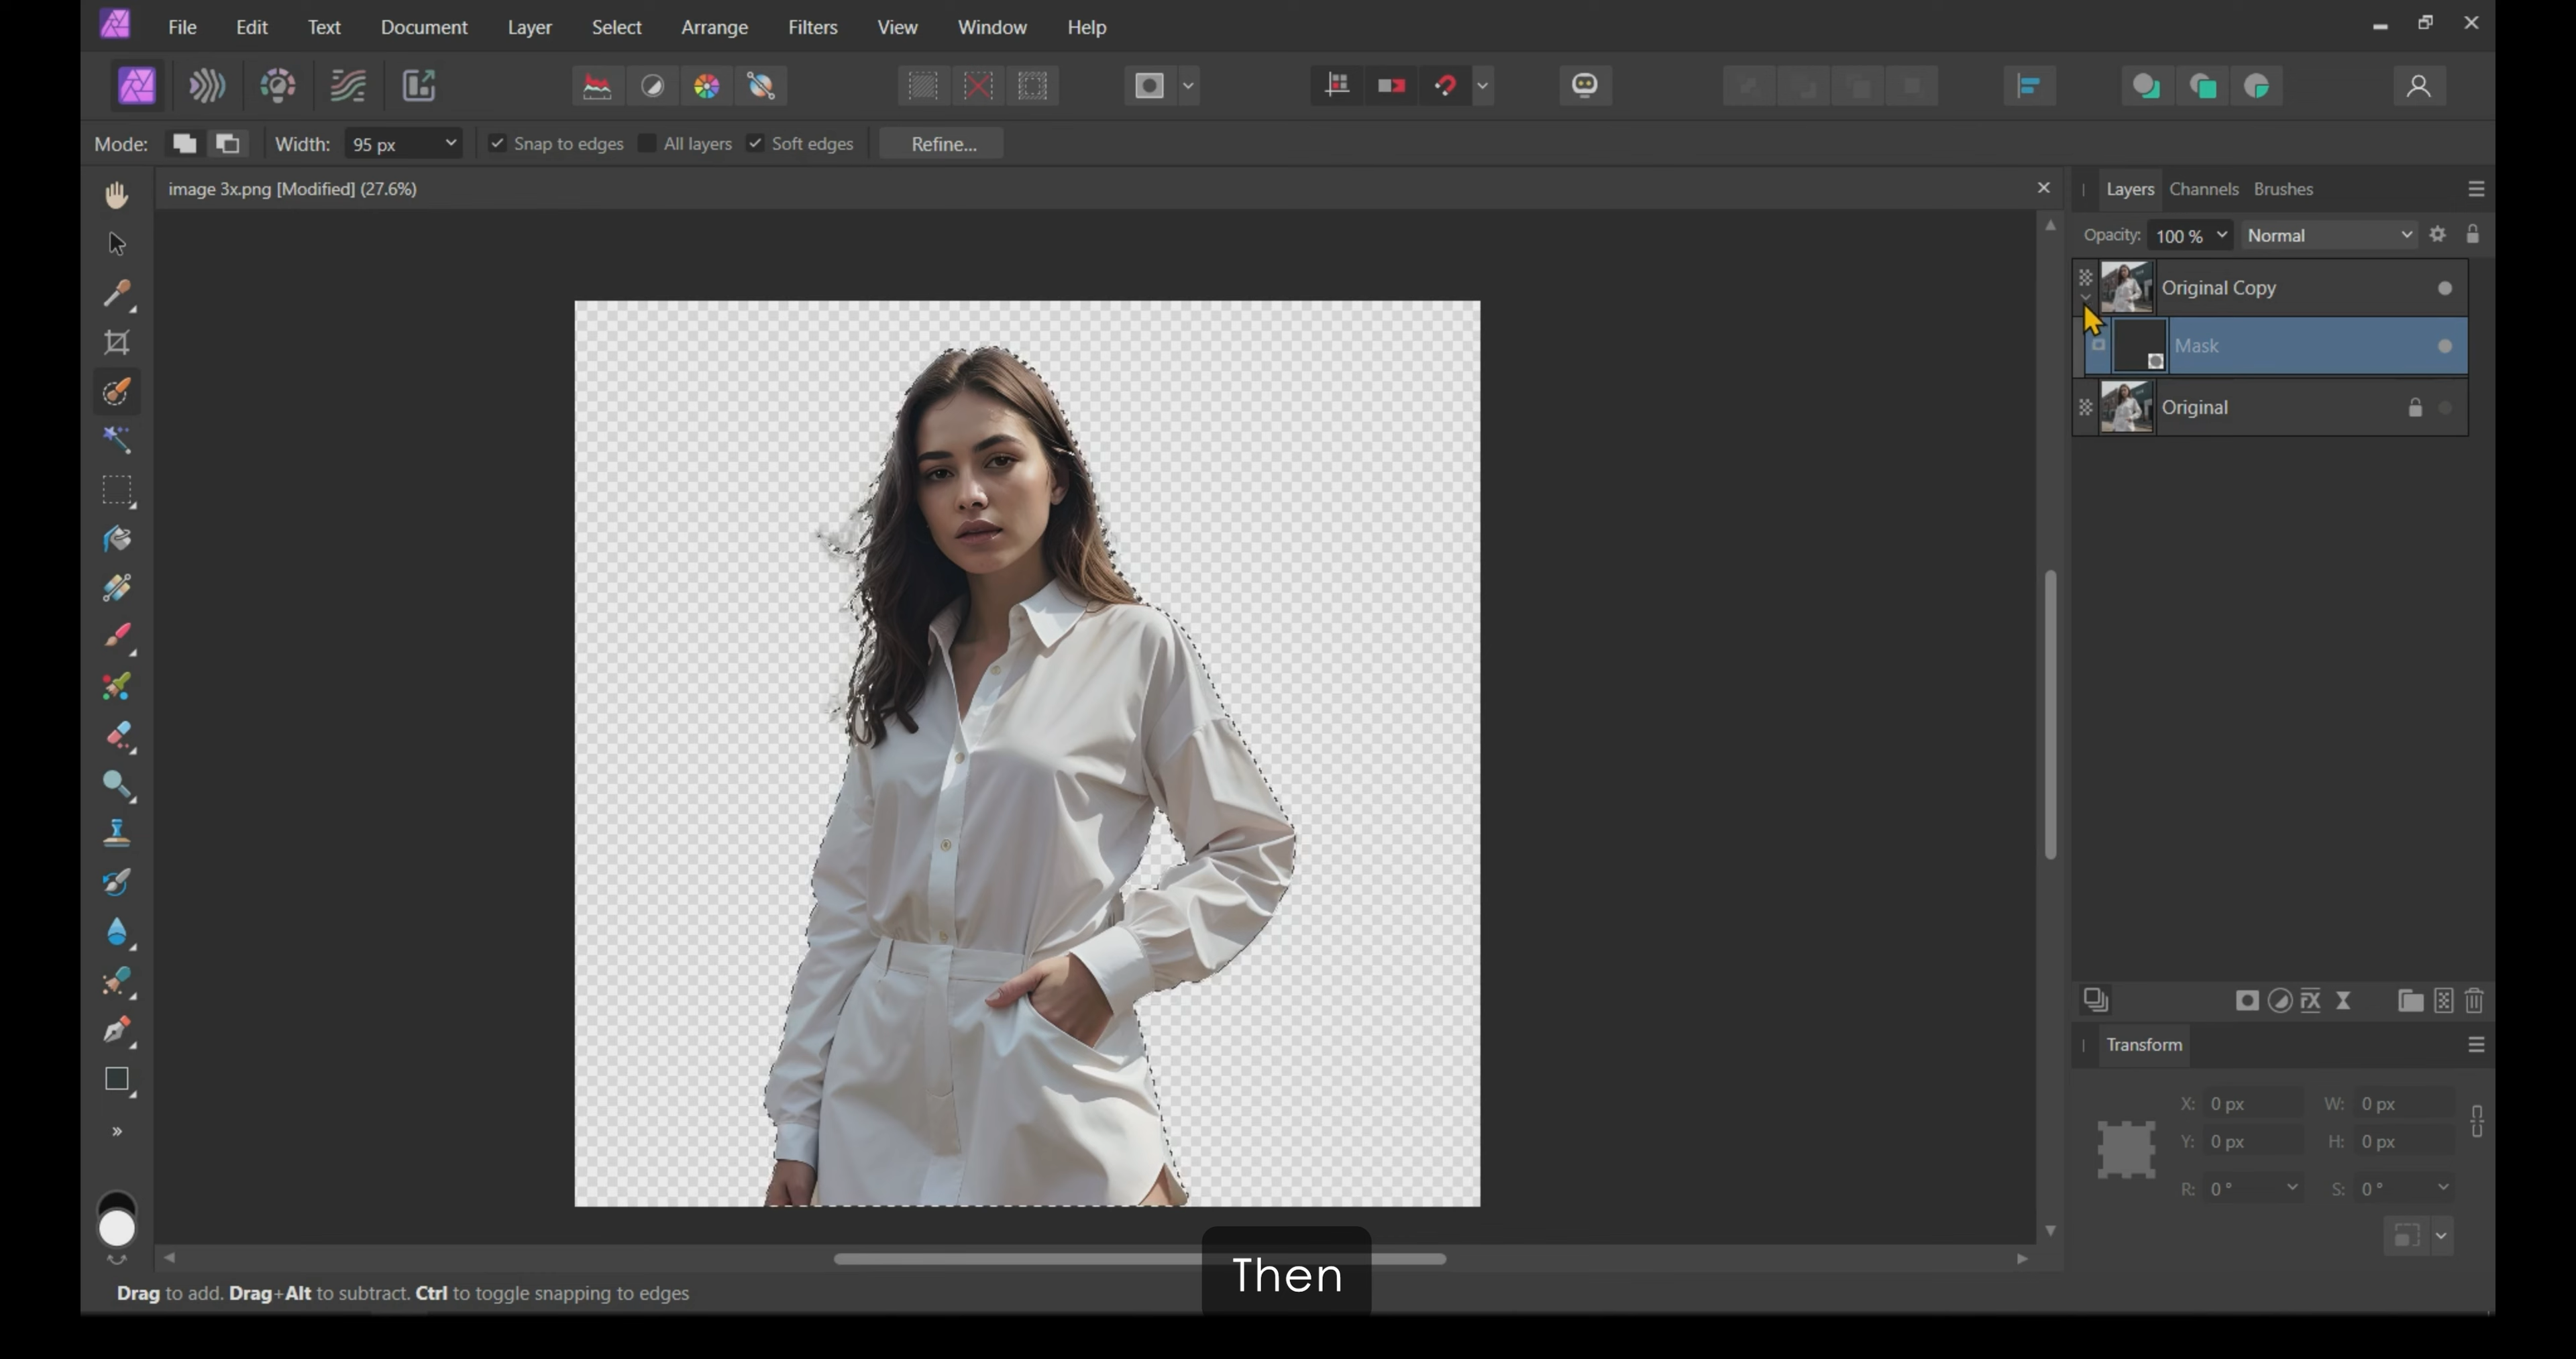 File Edit Text Document Layer Select Arrange Filters View Window Help
Mode: Width: 95 px Snap to edges All layers Soft edges Refine...
image 3x.png [Modified] (27.6%)
Layers Channels Brushes
Opacity: 100 % Normal
Original Copy
Mask
Original
FX
Transform
X: 0 px W: 0 px
Y: 0 px H: 0 px
R: 0 ° S: 0 °
Then
Drag to add. Drag+Alt to subtract. Ctrl to toggle snapping to edges